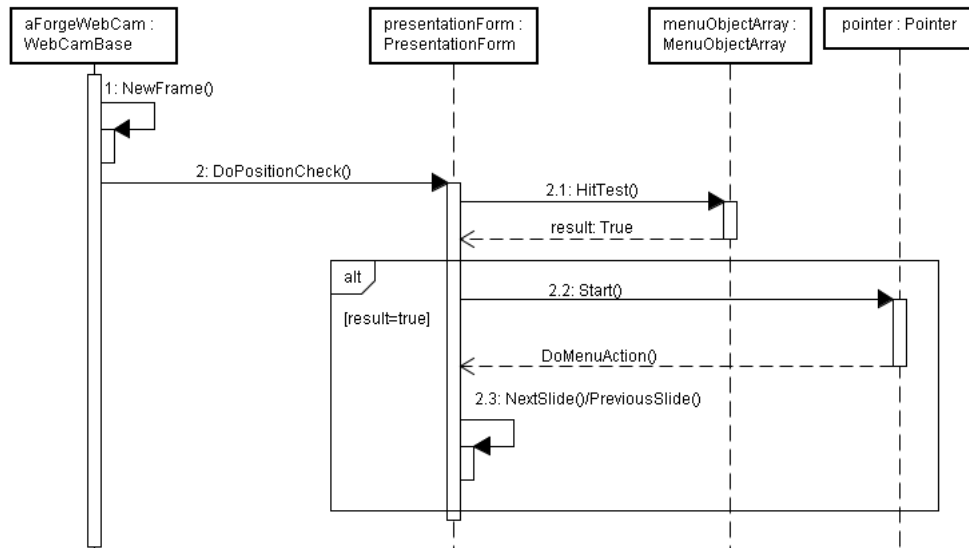 aForgeWebCam :
WebCamBase
presentationForm :
PresentationForm
menuObjectArray :
MenuObjectArray
pointer : Pointer
1: NewFrame()
2: DoPositionCheck()
2.1: HitTest()
result: True
alt
2.2: Start()
[result=true]
DoMenuAction()
2.3: NextSlide()/PreviousSlide()